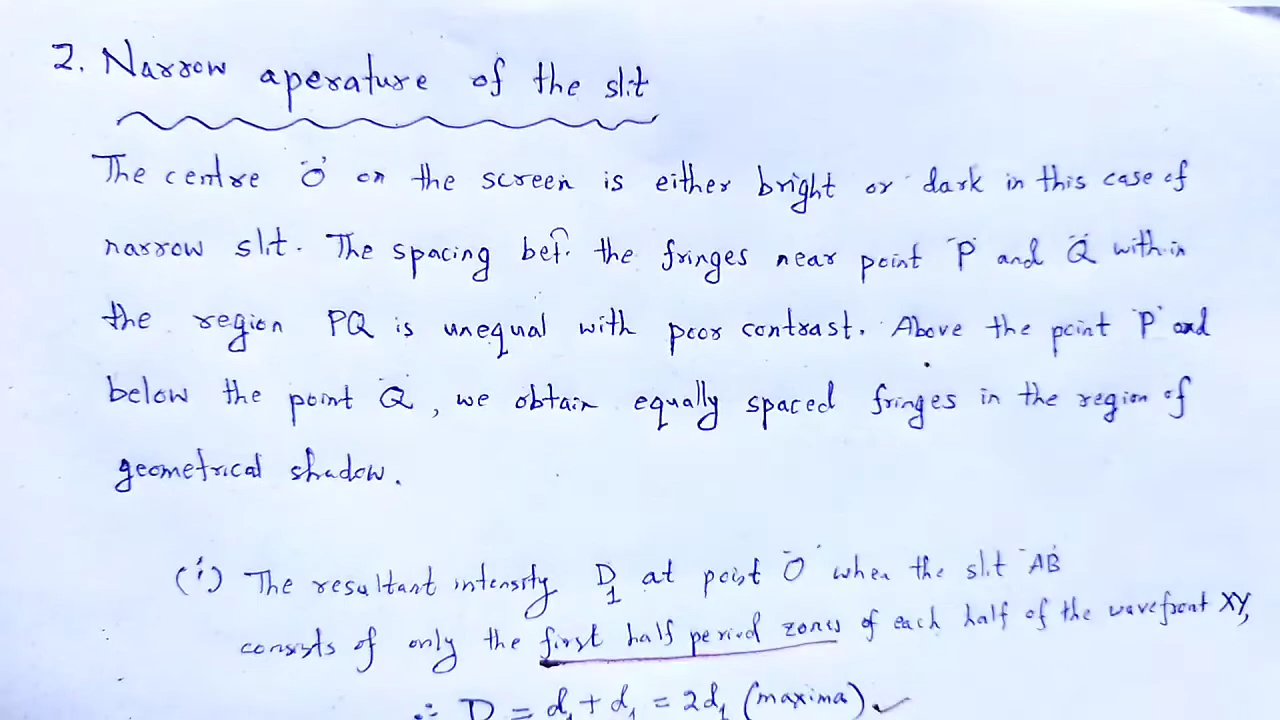 2. Narrow aperature of the slit
The centre "O" on the screen is either bright or dark in this case of
narrow slit. The spacing bet. the fringes near point "P" and "Q" within
the region PQ is unequal with poor contrast. Above the point "P" and
below the point "Q", we obtain equally spaced fringes in the region of
geometrical shadow.
(i) The resultant intensity D₁ at point "O" when the slit "AB"
consists of only the first half period zones of each half of the wavefront XY,
∴ D = d₁ + d₁ = 2d₁ (maxima). ✓